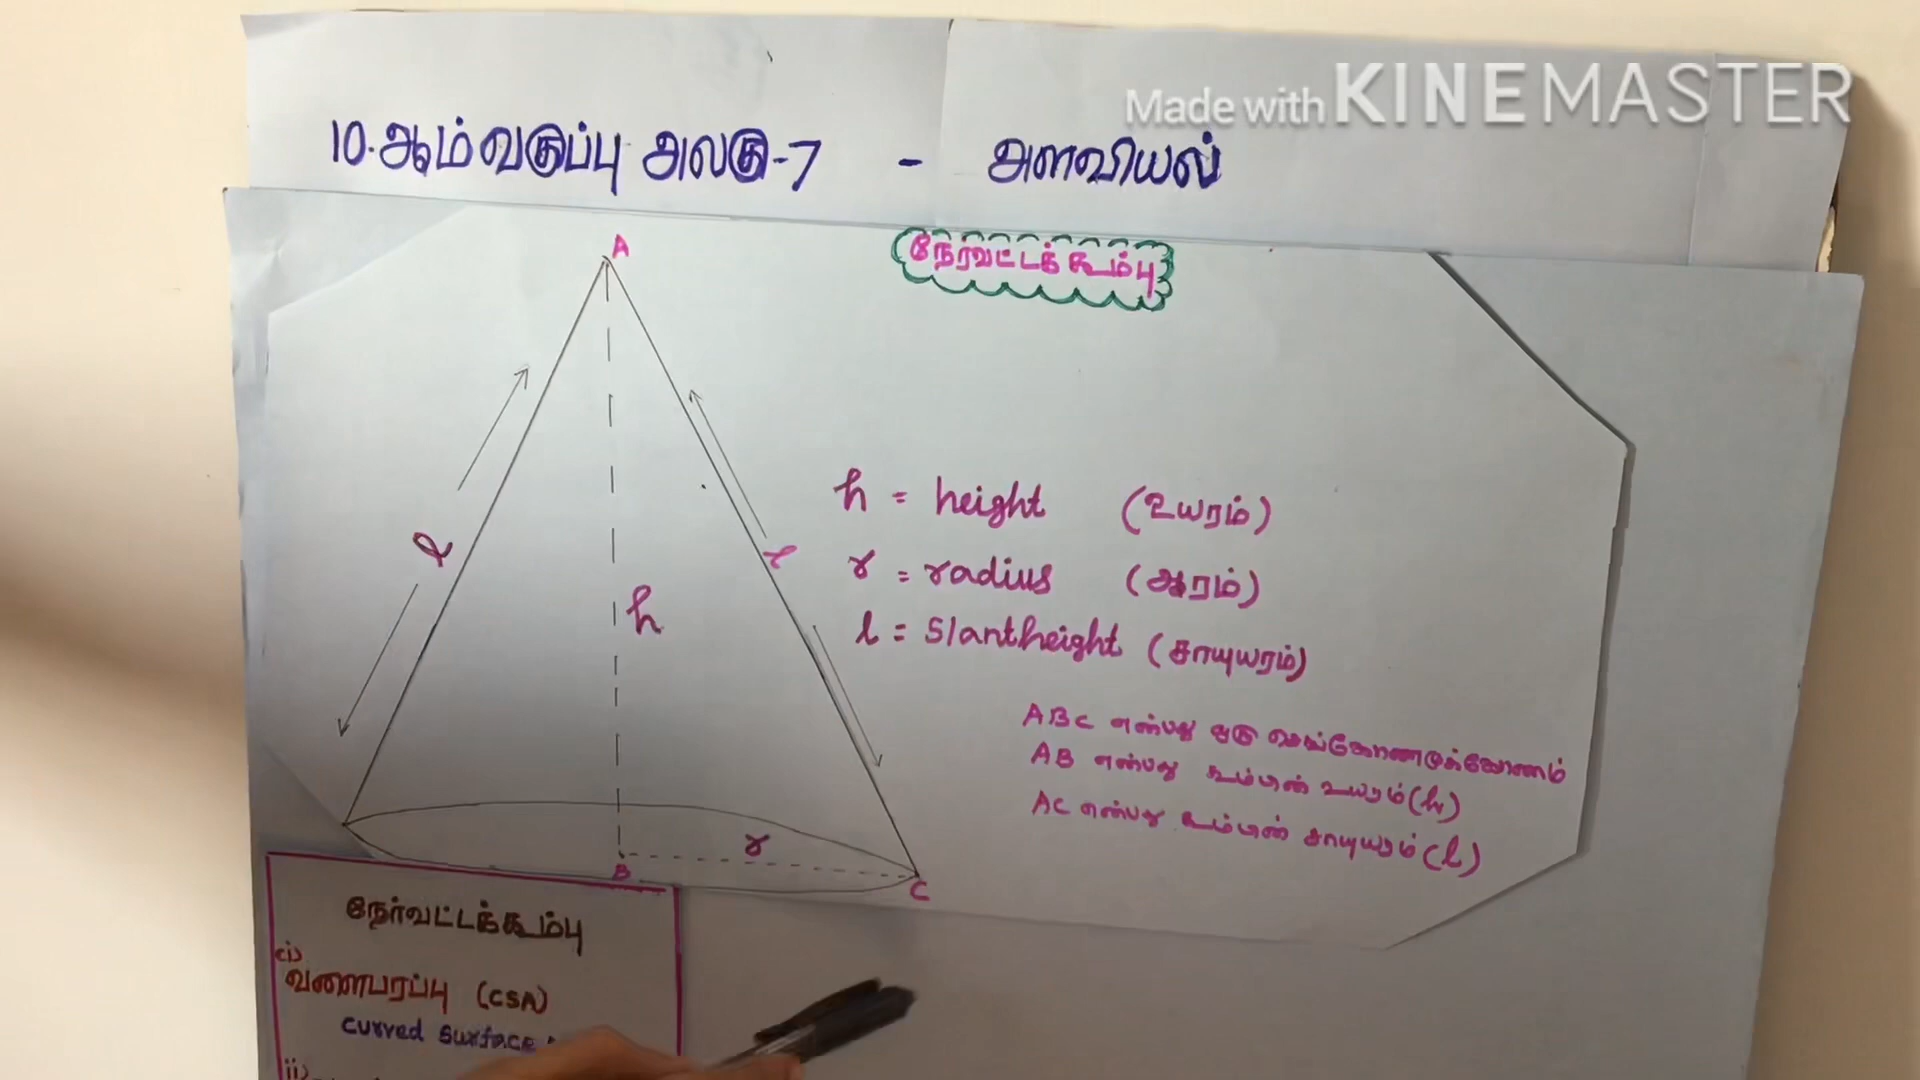 Made with KINEMASTER
10.ஆம் வகுப்பு அலகு-7 - அளவியல்
நேர்வட்டக் கூம்பு
A
l
l
h
h = height (உயரம்)
r = radius (ஆரம்)
l = Slantheight (சாயுயரம்)
ABC என்பது ஒரு செங்கோணமுக்கோணம்
AB என்பது கூம்பின் உயரம் (h)
AC என்பது கூம்பின் சாயுயரம் (l)
r
B
C
நேர்வட்டக்கூம்பு
(i)
வளைபரப்பு (CSA)
Curved Surface
ii)